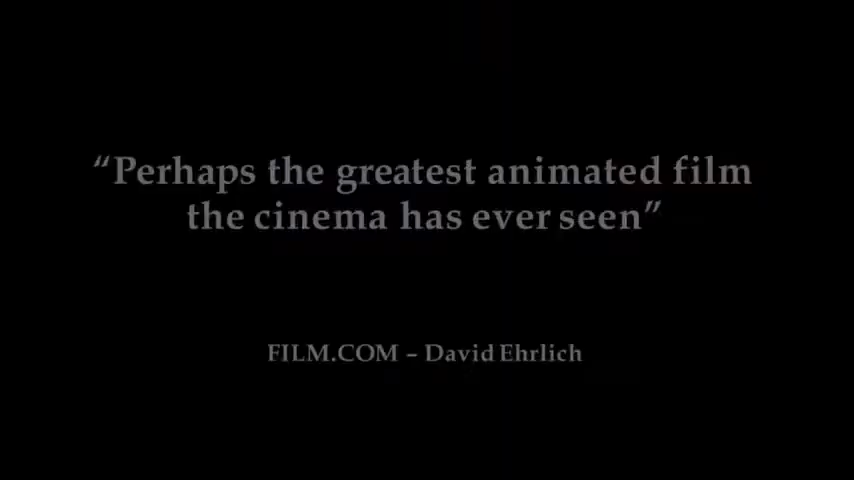 “Perhaps the greatest animated film
the cinema has ever seen”
FILM.COM – David Ehrlich